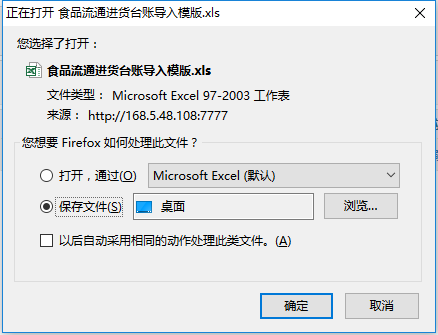 正在打开 食品流通进货台账导入模版.xls
您选择了打开：
食品流通进货台账导入模版.xls
文件类型： Microsoft Excel 97-2003 工作表
来源： http://168.5.48.108:7777
您想要 Firefox 如何处理此文件？
打开，通过(O) Microsoft Excel (默认)
保存文件(S) 桌面 浏览...
以后自动采用相同的动作处理此类文件。(A)
确定 取消